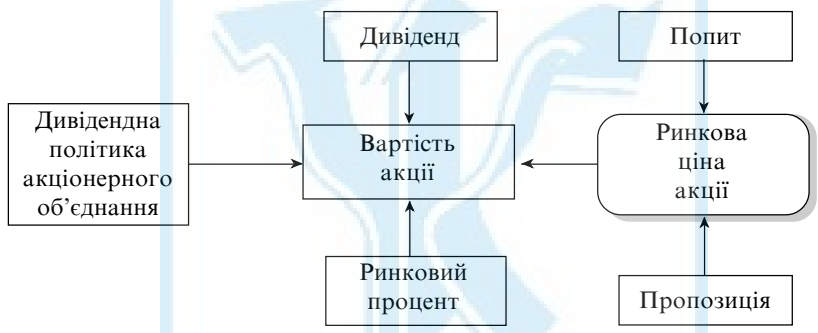 Дивіденд
Попит
Дивідендна
політика
акціонерного
об’єднання
Вартість
акції
Ринкова
ціна
акції
Ринковий
процент
Пропозиція